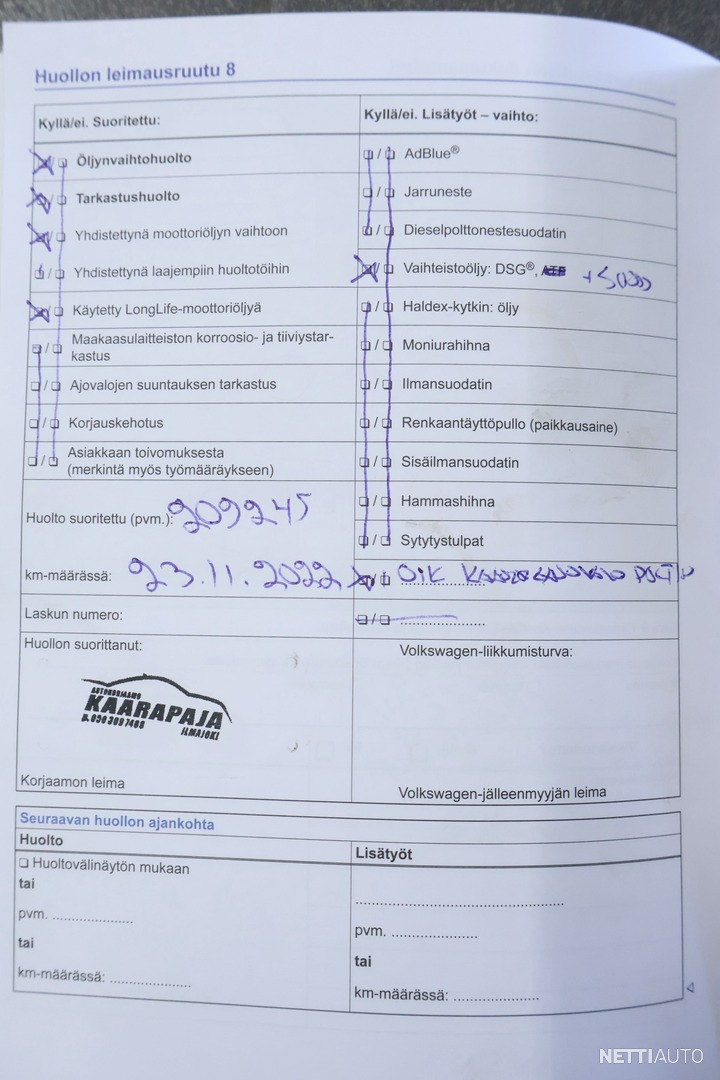 Huollon leimausruutu 8
Kyllä/ei. Suoritettu:
Öljynvaihtohuolto
Tarkastushuolto
Yhdistettynä moottoriöljyn vaihtoon
Yhdistettynä laajempiin huoltotöihin
Käytetty LongLife-moottoriöljyä
Maakaasulaitteiston korroosio- ja tiiviystar-
kastus
Ajovalojen suuntauksen tarkastus
Korjauskehotus
Asiakkaan toivomuksesta
(merkintä myös työmääräykseen)
Huolto suoritettu (pvm.): 209245
km-määrässä: 23.11.2022
Laskun numero:
Huollon suorittanut:
AUTOKORJAAMO
KAARAPAJA
ILMAJOKI
Korjaamon leima
Kyllä/ei. Lisätyöt – vaihto:
AdBlue®
Jarruneste
Dieselpolttonestesuodatin
Vaihteistoöljy: DSG®, ATF
Haldex-kytkin: öljy
Moniurahihna
Ilmansuodatin
Renkaantäyttöpullo (paikkausaine)
Sisäilmansuodatin
Hammashihna
Sytytystulpat
OIK
Volkswagen-liikkumisturva:
Volkswagen-jälleenmyyjän leima
Seuraavan huollon ajankohta
Huolto
Huoltovälinäytön mukaan
tai
pvm. ....................
tai
km-määrässä: ....................
Lisätyöt
pvm. ....................
tai
km-määrässä: ....................
NETTIAUTO